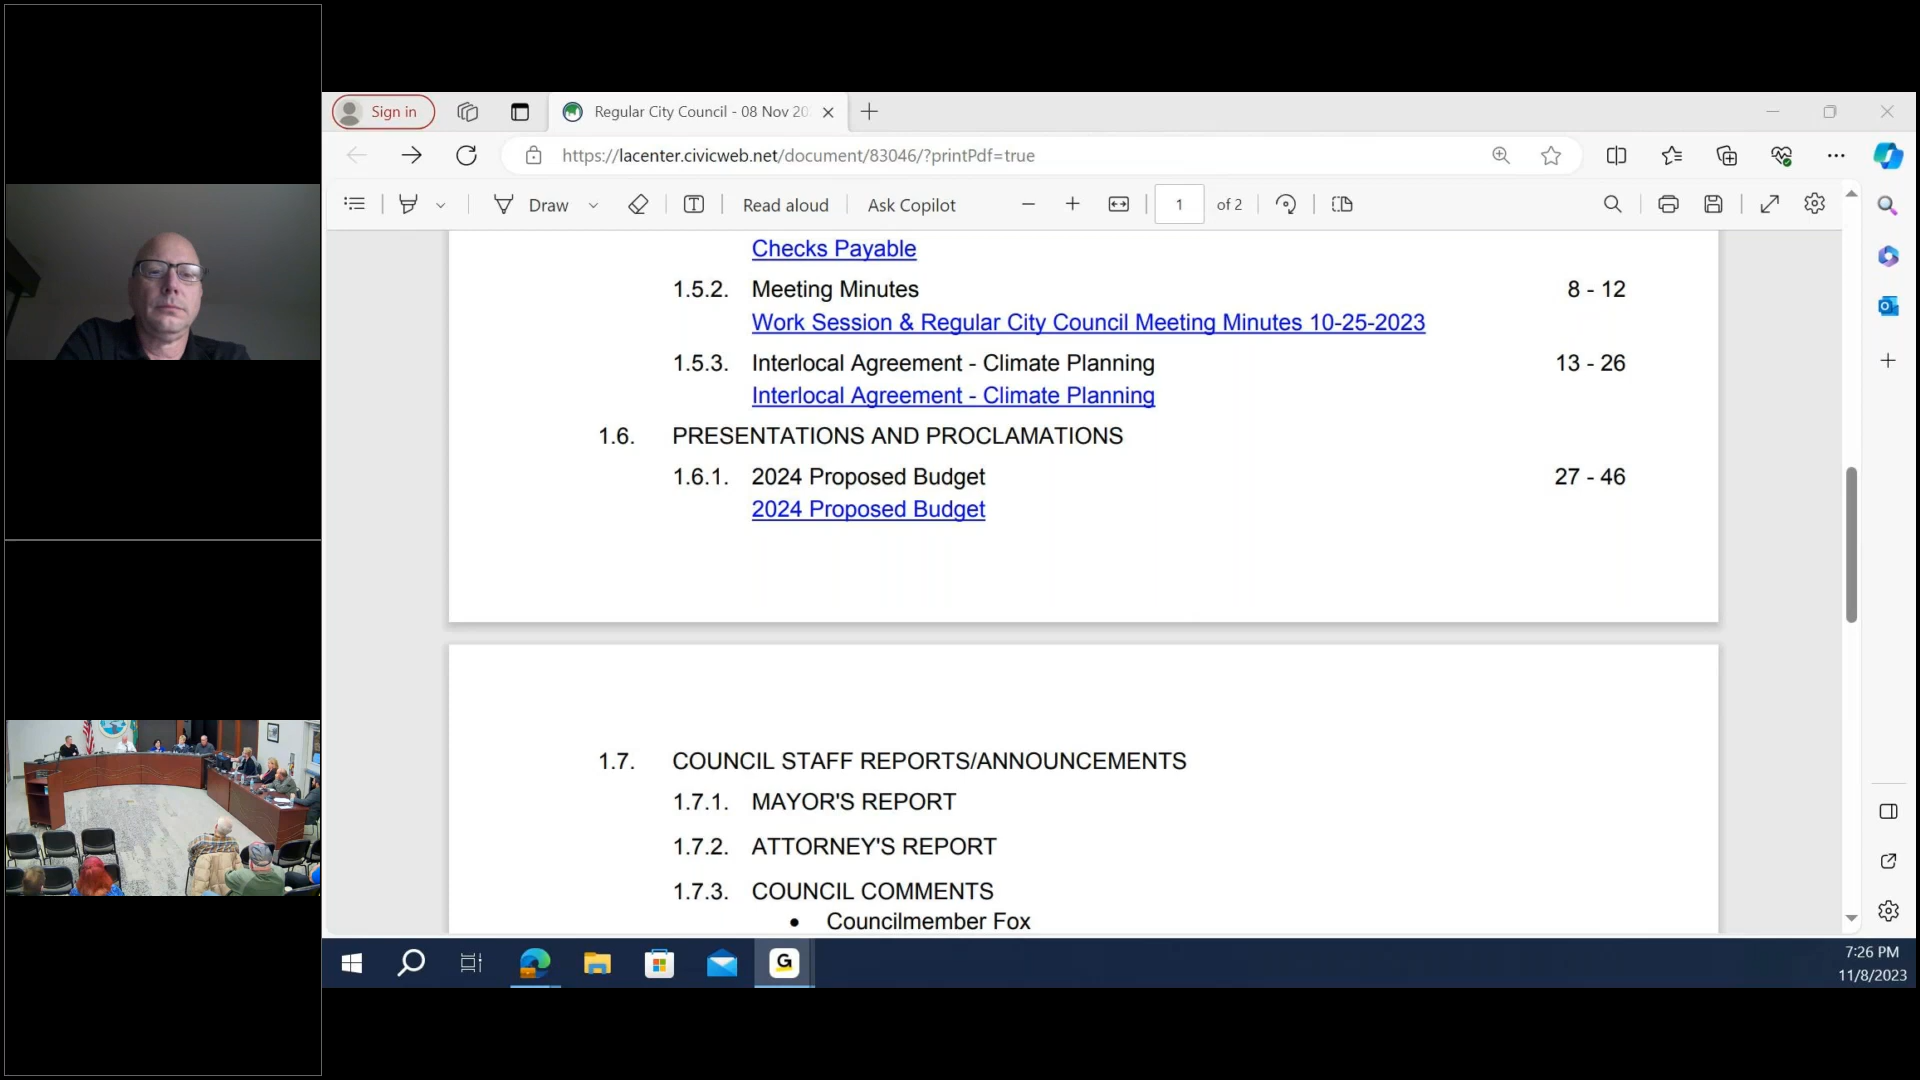 Sign in
Regular City Council - 08 Nov 20
https://lacenter.civicweb.net/document/83046/?printPdf=true
Draw
Read aloud
Ask Copilot
1 of 2
Checks Payable
1.5.2. Meeting Minutes 8 - 12
Work Session & Regular City Council Meeting Minutes 10-25-2023
1.5.3. Interlocal Agreement - Climate Planning 13 - 26
Interlocal Agreement - Climate Planning
1.6. PRESENTATIONS AND PROCLAMATIONS
1.6.1. 2024 Proposed Budget 27 - 46
2024 Proposed Budget
1.7. COUNCIL STAFF REPORTS/ANNOUNCEMENTS
1.7.1. MAYOR'S REPORT
1.7.2. ATTORNEY'S REPORT
1.7.3. COUNCIL COMMENTS
• Councilmember Fox
G
7:26 PM
11/8/2023